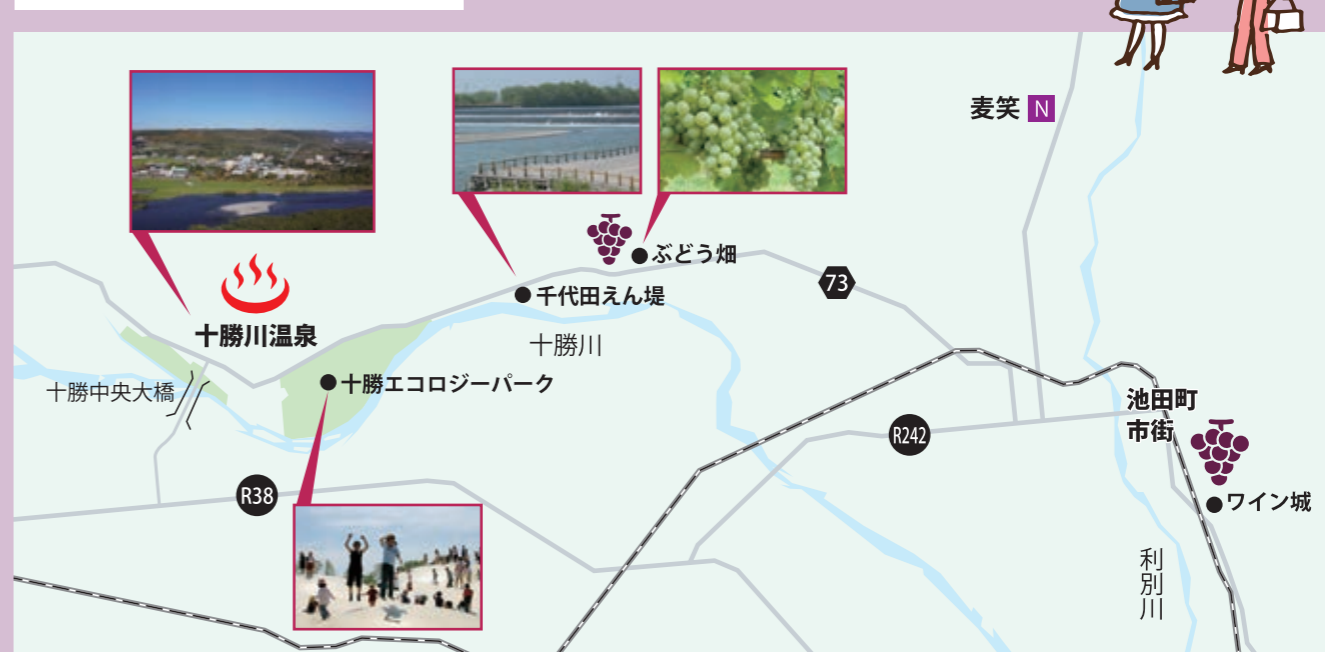 麦笑 N
ぶどう畑
73
千代田えん堤
十勝川温泉
十勝川
十勝中央大橋
十勝エコロジーパーク
池田町
市街
R242
R38
ワイン城
利別川